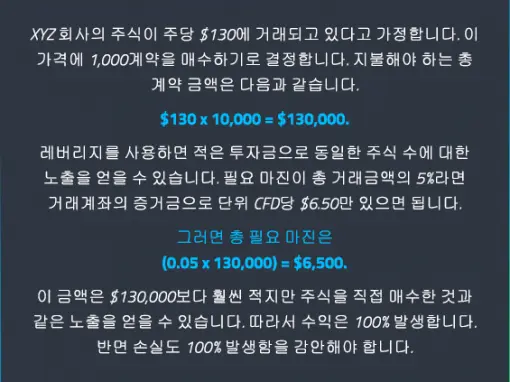 XYZ 회사의 주식이 주당 $130에 거래되고 있다고 가정합니다. 이
가격에 1,000계약을 매수하기로 결정합니다. 지불해야 하는 총
계약 금액은 다음과 같습니다.
$130 x 10,000 = $130,000.
레버리지를 사용하면 적은 투자금으로 동일한 주식 수에 대한
노출을 얻을 수 있습니다. 필요 마진이 총 거래금액의 5%라면
거래계좌의 증거금으로 단위 CFD당 $6.50만 있으면 됩니다.
그러면 총 필요 마진은
(0.05 x 130,000) = $6,500.
이 금액은 $130,000보다 훨씬 적지만 주식을 직접 매수한 것과
같은 노출을 얻을 수 있습니다. 따라서 수익은 100% 발생합니다.
반면 손실도 100% 발생함을 감안해야 합니다.